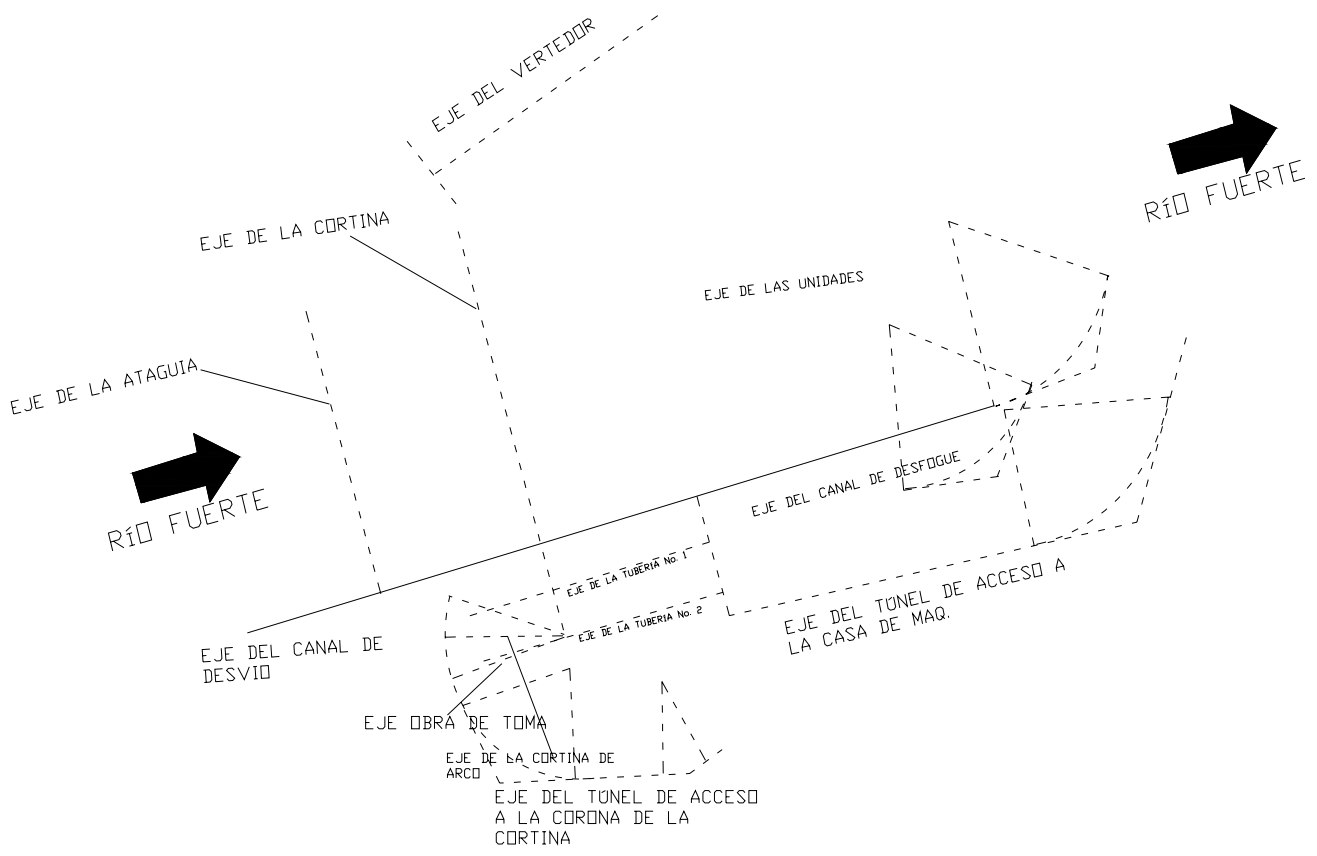 EJE DEL VERTEDOR
RíO FUERTE
EJE DE LA CORTINA
EJE DE LAS UNIDADES
EJE DE LA ATAGUIA
RíO FUERTE
EJE DEL CANAL DE DESFOGUE
EJE DE LA TUBERIA No. 1
EJE DE LA TUBERIA No. 2
EJE DEL TÚNEL DE ACCESO A
LA CASA DE MAQ.
EJE DEL CANAL DE
DESVIO
EJE OBRA DE TOMA
EJE DE LA CORTINA DE
ARCO
EJE DEL TÚNEL DE ACCESO
A LA CORONA DE LA
CORTINA